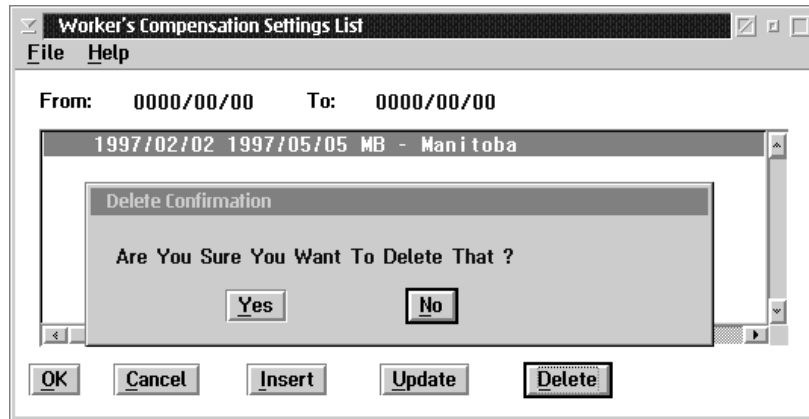 Worker's Compensation Settings List
File Help
From: 0000/00/00 To: 0000/00/00
1997/02/02 1997/05/05 MB - Manitoba
Delete Confirmation
Are You Sure You Want To Delete That ?
Yes No
OK Cancel Insert Update Delete